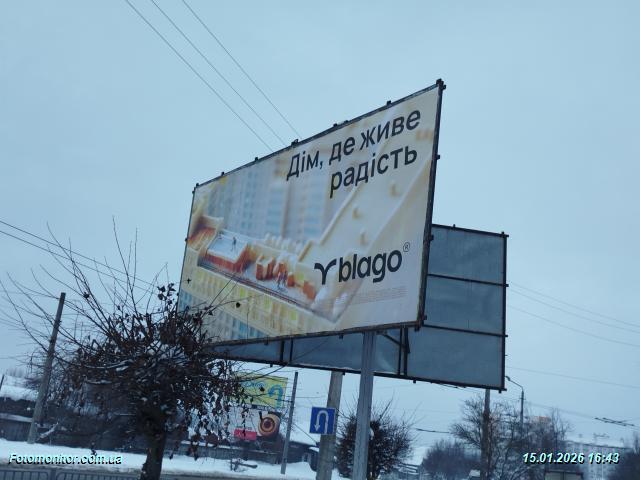 Дім, де живе
радість
blago®
Fotomonitor.com.ua
15.01.2026 16:43